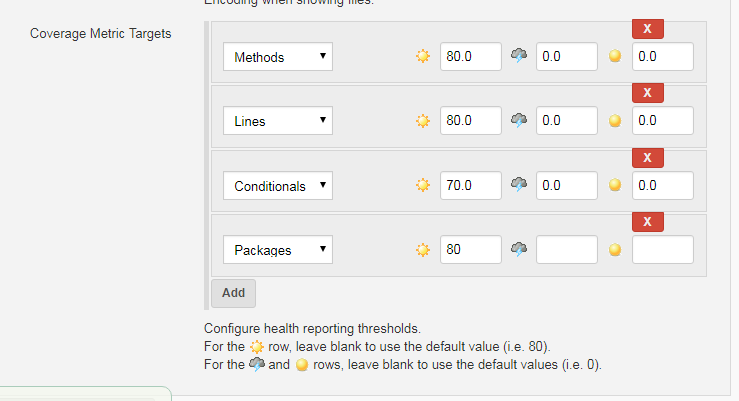 Encoding when showing files.
Coverage Metric Targets
X
Methods 80.0 0.0 0.0
X
Lines 80.0 0.0 0.0
X
Conditionals 70.0 0.0 0.0
X
Packages 80
Add
Configure health reporting thresholds.
For the row, leave blank to use the default value (i.e. 80).
For the and rows, leave blank to use the default values (i.e. 0).